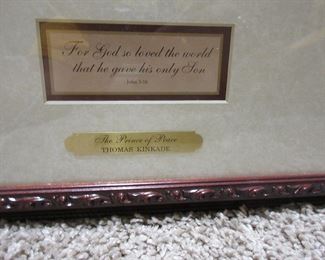 For God so loved the world
that he gave his only Son
John 3:16
The Prince of Peace
THOMAS KINKADE